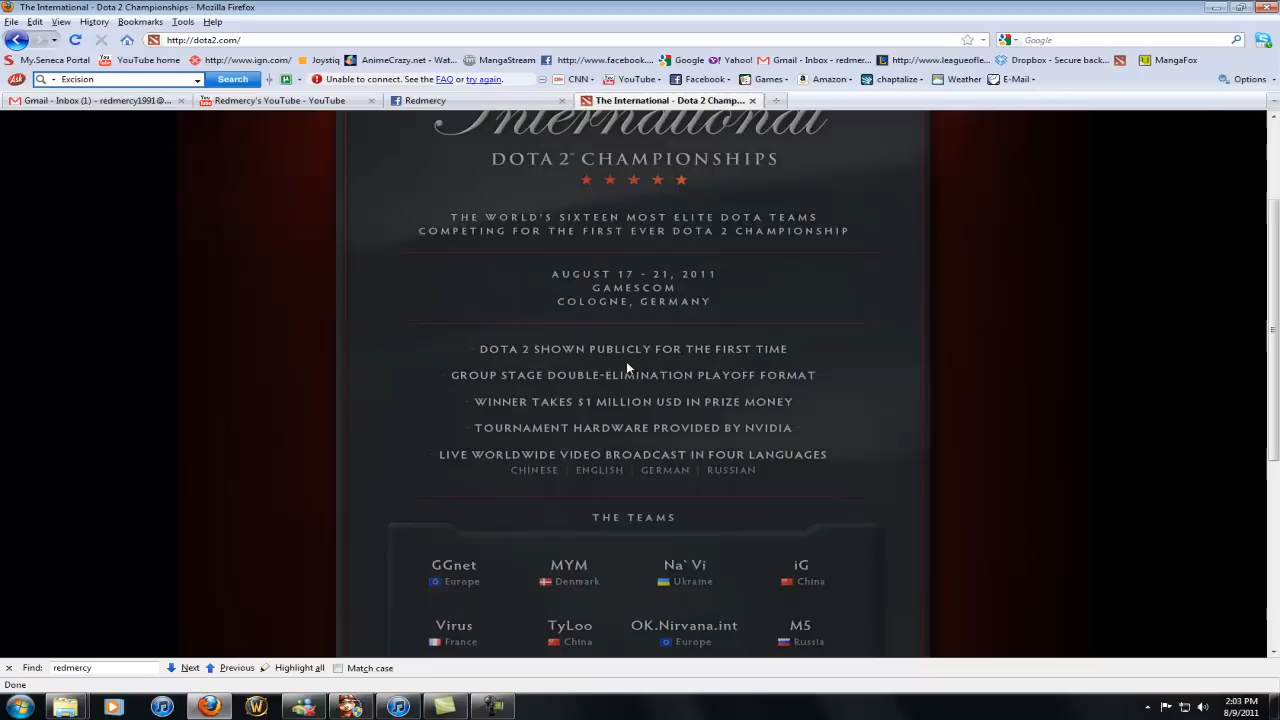 The International - Dota 2 Championships - Mozilla Firefox
File Edit View History Bookmarks Tools Help
http://dota2.com/
Google
My.Seneca Portal YouTube home http://www.ign.com/ Joystiq AnimeCrazy.net - Wat... MangaStream http://www.facebook... Google Yahoo! Gmail - Inbox - redmer... http://www.leagueofle... Dropbox - Secure back... MangaFox
Ask Excision Search Unable to connect. See the FAQ or try again. CNN YouTube Facebook Games Amazon chaptalize Weather E-Mail Options
Gmail - Inbox (1) - redmercy1991@... Redmercy's YouTube - YouTube Redmercy The International - Dota 2 Champ...
International
DOTA 2™ CHAMPIONSHIPS
THE WORLD'S SIXTEEN MOST ELITE DOTA TEAMS
COMPETING FOR THE FIRST EVER DOTA 2 CHAMPIONSHIP
AUGUST 17 - 21, 2011
GAMESCOM
COLOGNE, GERMANY
DOTA 2 SHOWN PUBLICLY FOR THE FIRST TIME
GROUP STAGE DOUBLE-ELIMINATION PLAYOFF FORMAT
WINNER TAKES $1 MILLION USD IN PRIZE MONEY
TOURNAMENT HARDWARE PROVIDED BY NVIDIA
LIVE WORLDWIDE VIDEO BROADCAST IN FOUR LANGUAGES
CHINESE | ENGLISH | GERMAN | RUSSIAN
THE TEAMS
GGnet MYM Na`Vi iG
Europe Denmark Ukraine China
Virus TyLoo OK.Nirvana.int M5
France China Europe Russia
Find: redmercy Next Previous Highlight all Match case
Done
2:03 PM
8/9/2011